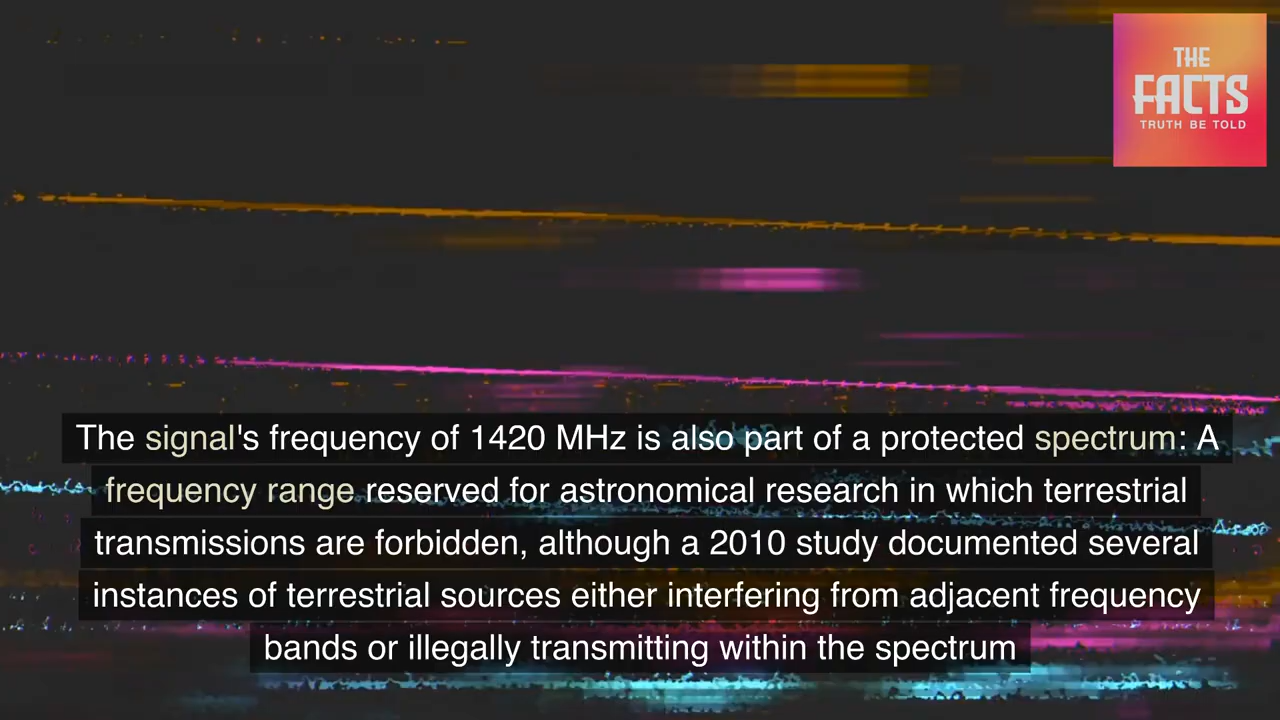 THE
FACTS
TRUTH BE TOLD
The signal's frequency of 1420 MHz is also part of a protected spectrum: A
frequency range reserved for astronomical research in which terrestrial
transmissions are forbidden, although a 2010 study documented several
instances of terrestrial sources either interfering from adjacent frequency
bands or illegally transmitting within the spectrum